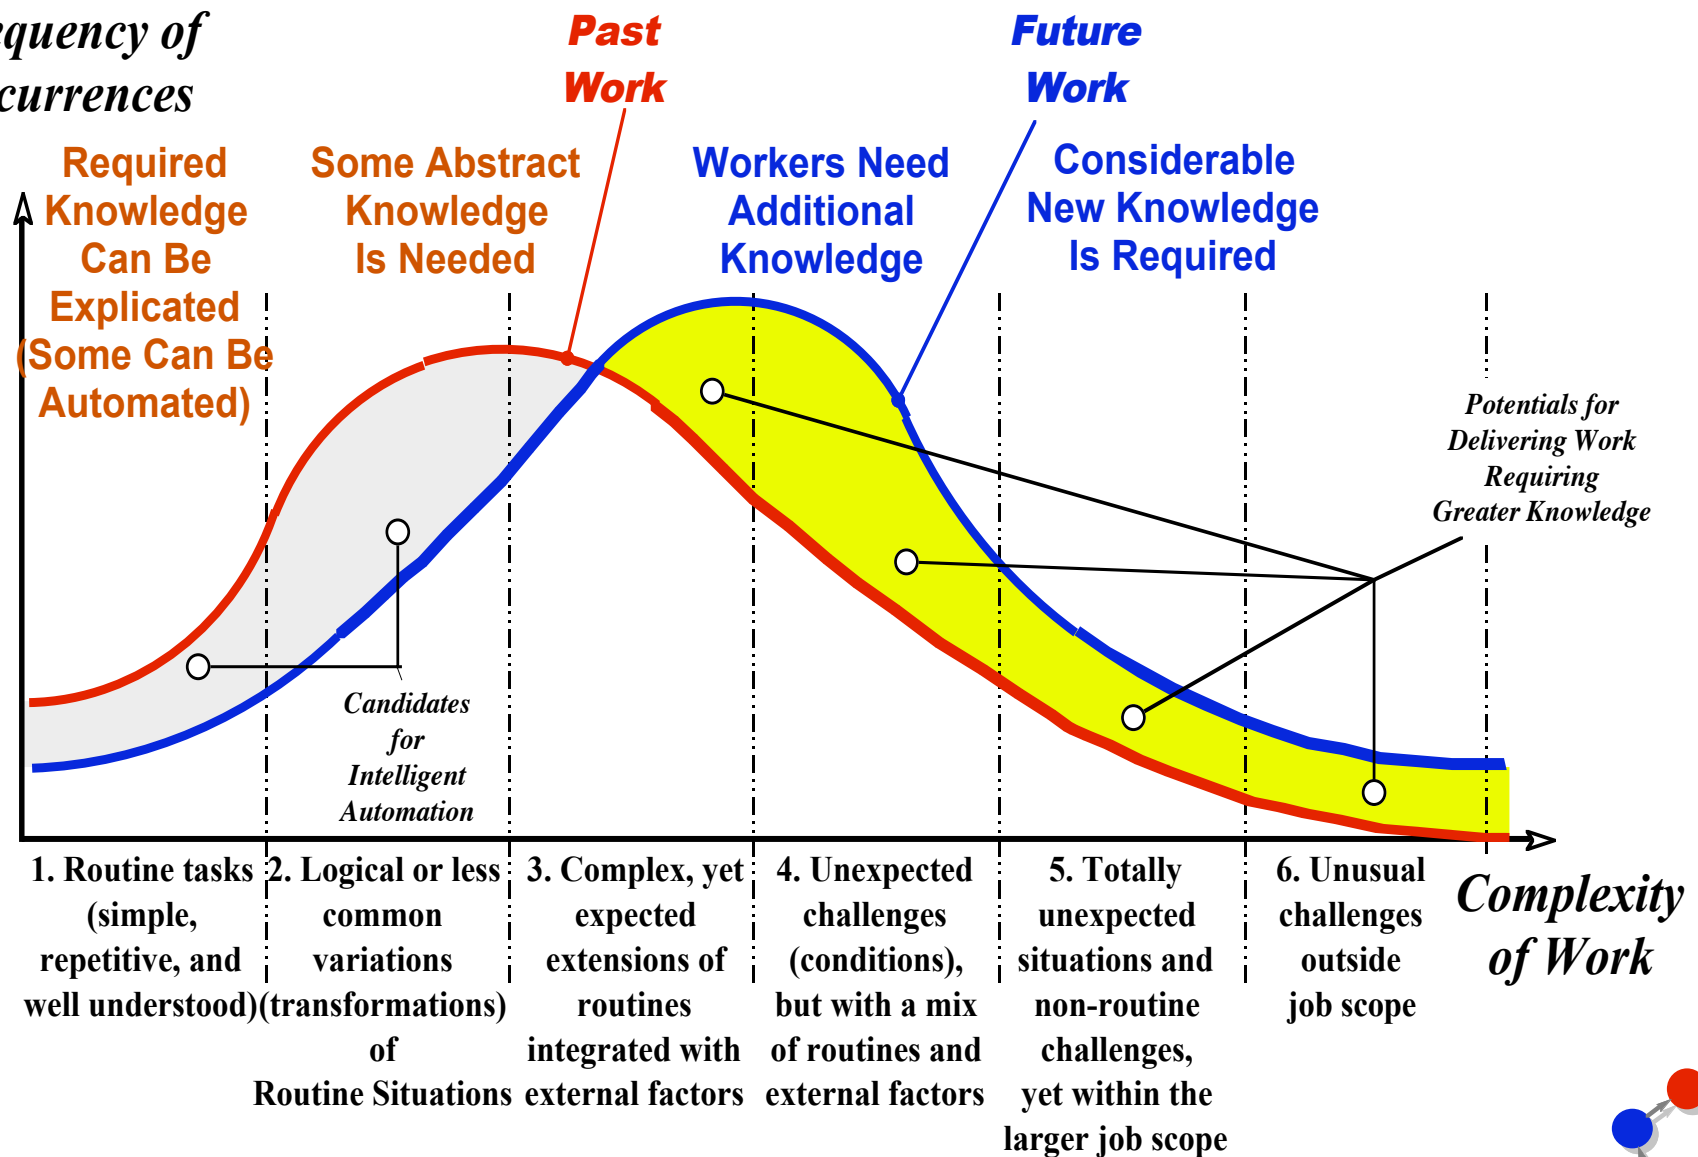 equency of
currences
Past
Work
Future
Work
Required
Knowledge
Can Be
Explicated
(Some Can Be
Automated)
Some Abstract
Knowledge
Is Needed
Workers Need
Additional
Knowledge
Considerable
New Knowledge
Is Required
Potentials for
Delivering Work
Requiring
Greater Knowledge
Candidates
for
Intelligent
Automation
1. Routine tasks
(simple,
repetitive, and
well understood)
2. Logical or less
common
variations
(transformations)
of
Routine Situations
3. Complex, yet
expected
extensions of
routines
integrated with
external factors
4. Unexpected
challenges
(conditions),
but with a mix
of routines and
external factors
5. Totally
unexpected
situations and
non-routine
challenges,
yet within the
larger job scope
6. Unusual
challenges
outside
job scope
Complexity
of Work